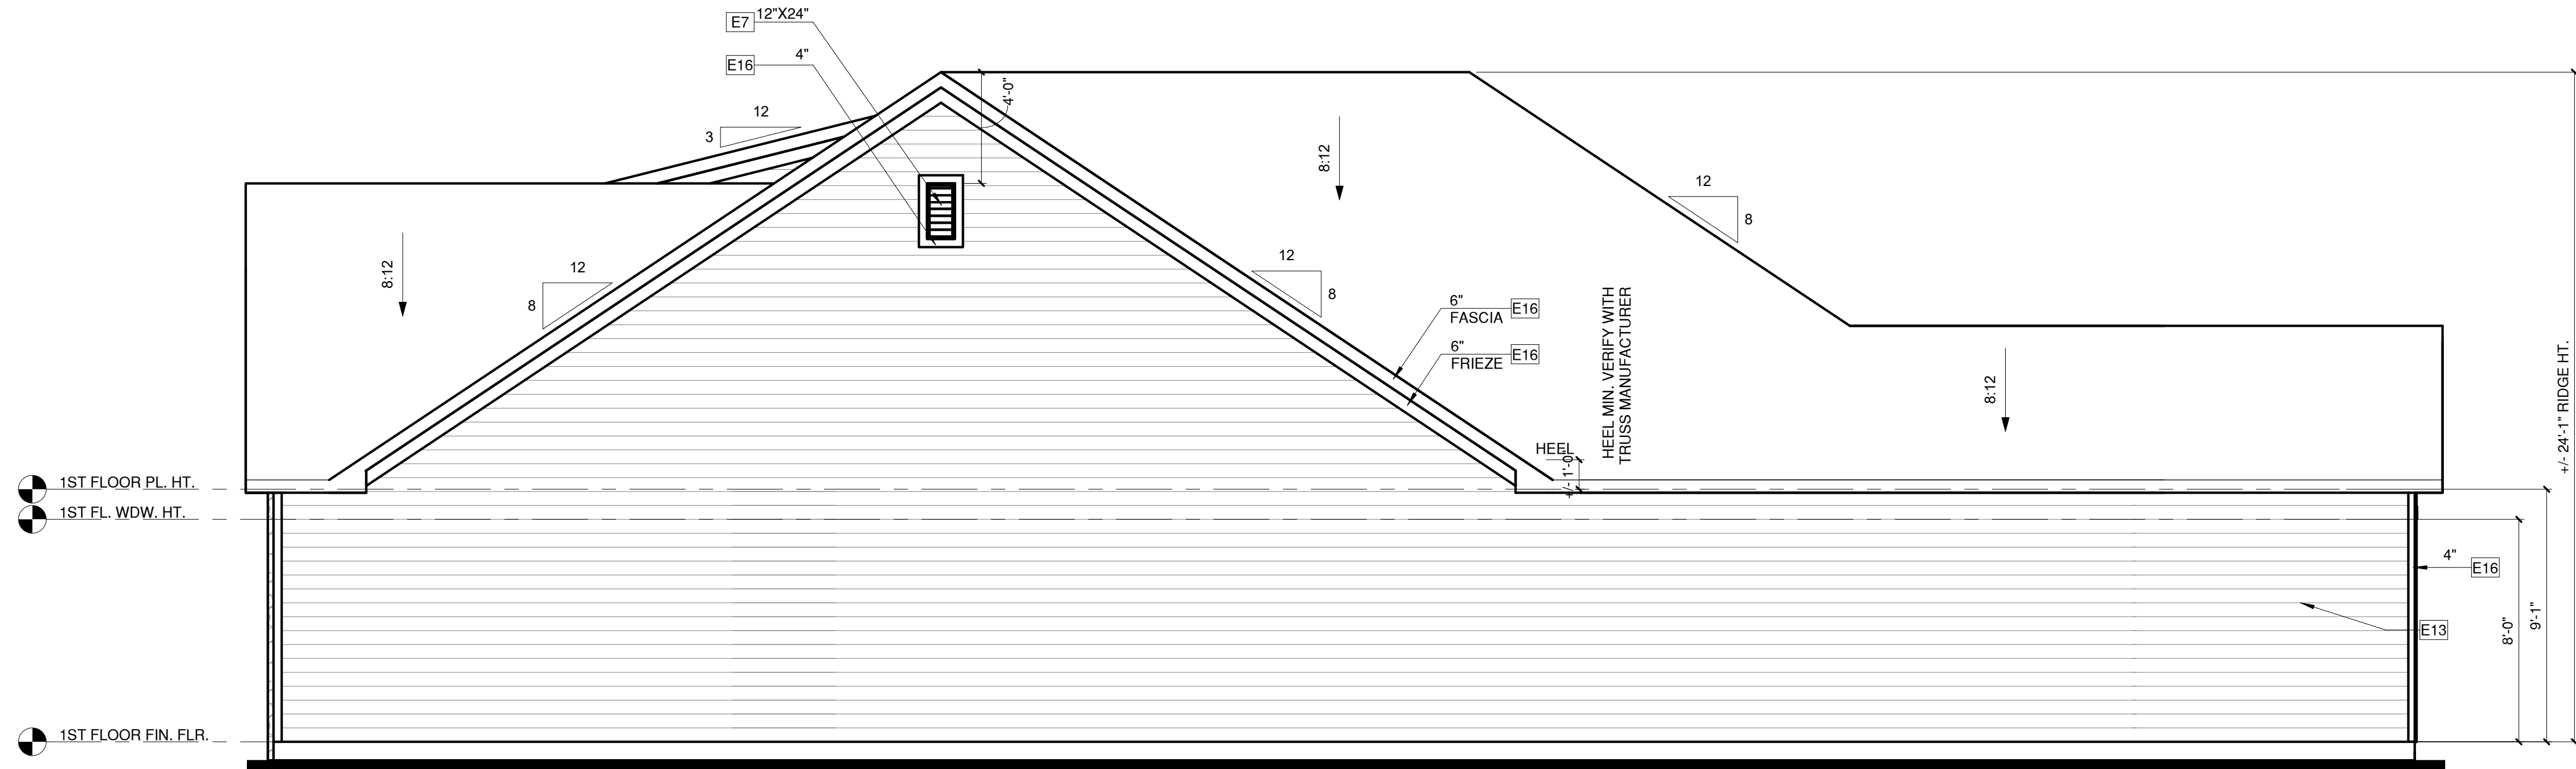 E7 12"X24"
E16 4"
4'-0"
12
3
12
8
12
8
12
8
8:12
8:12
8:12
6"
FASCIA E16
6"
FRIEZE E16
HEEL MIN. VERIFY WITH
TRUSS MANUFACTURER
HEEL
+/- 1'-0"
+/- 24'-1" RIDGE HT.
1ST FLOOR PL. HT.
1ST FL. WDW. HT.
4"
E16
E13
8'-0"
9'-1"
1ST FLOOR FIN. FLR.